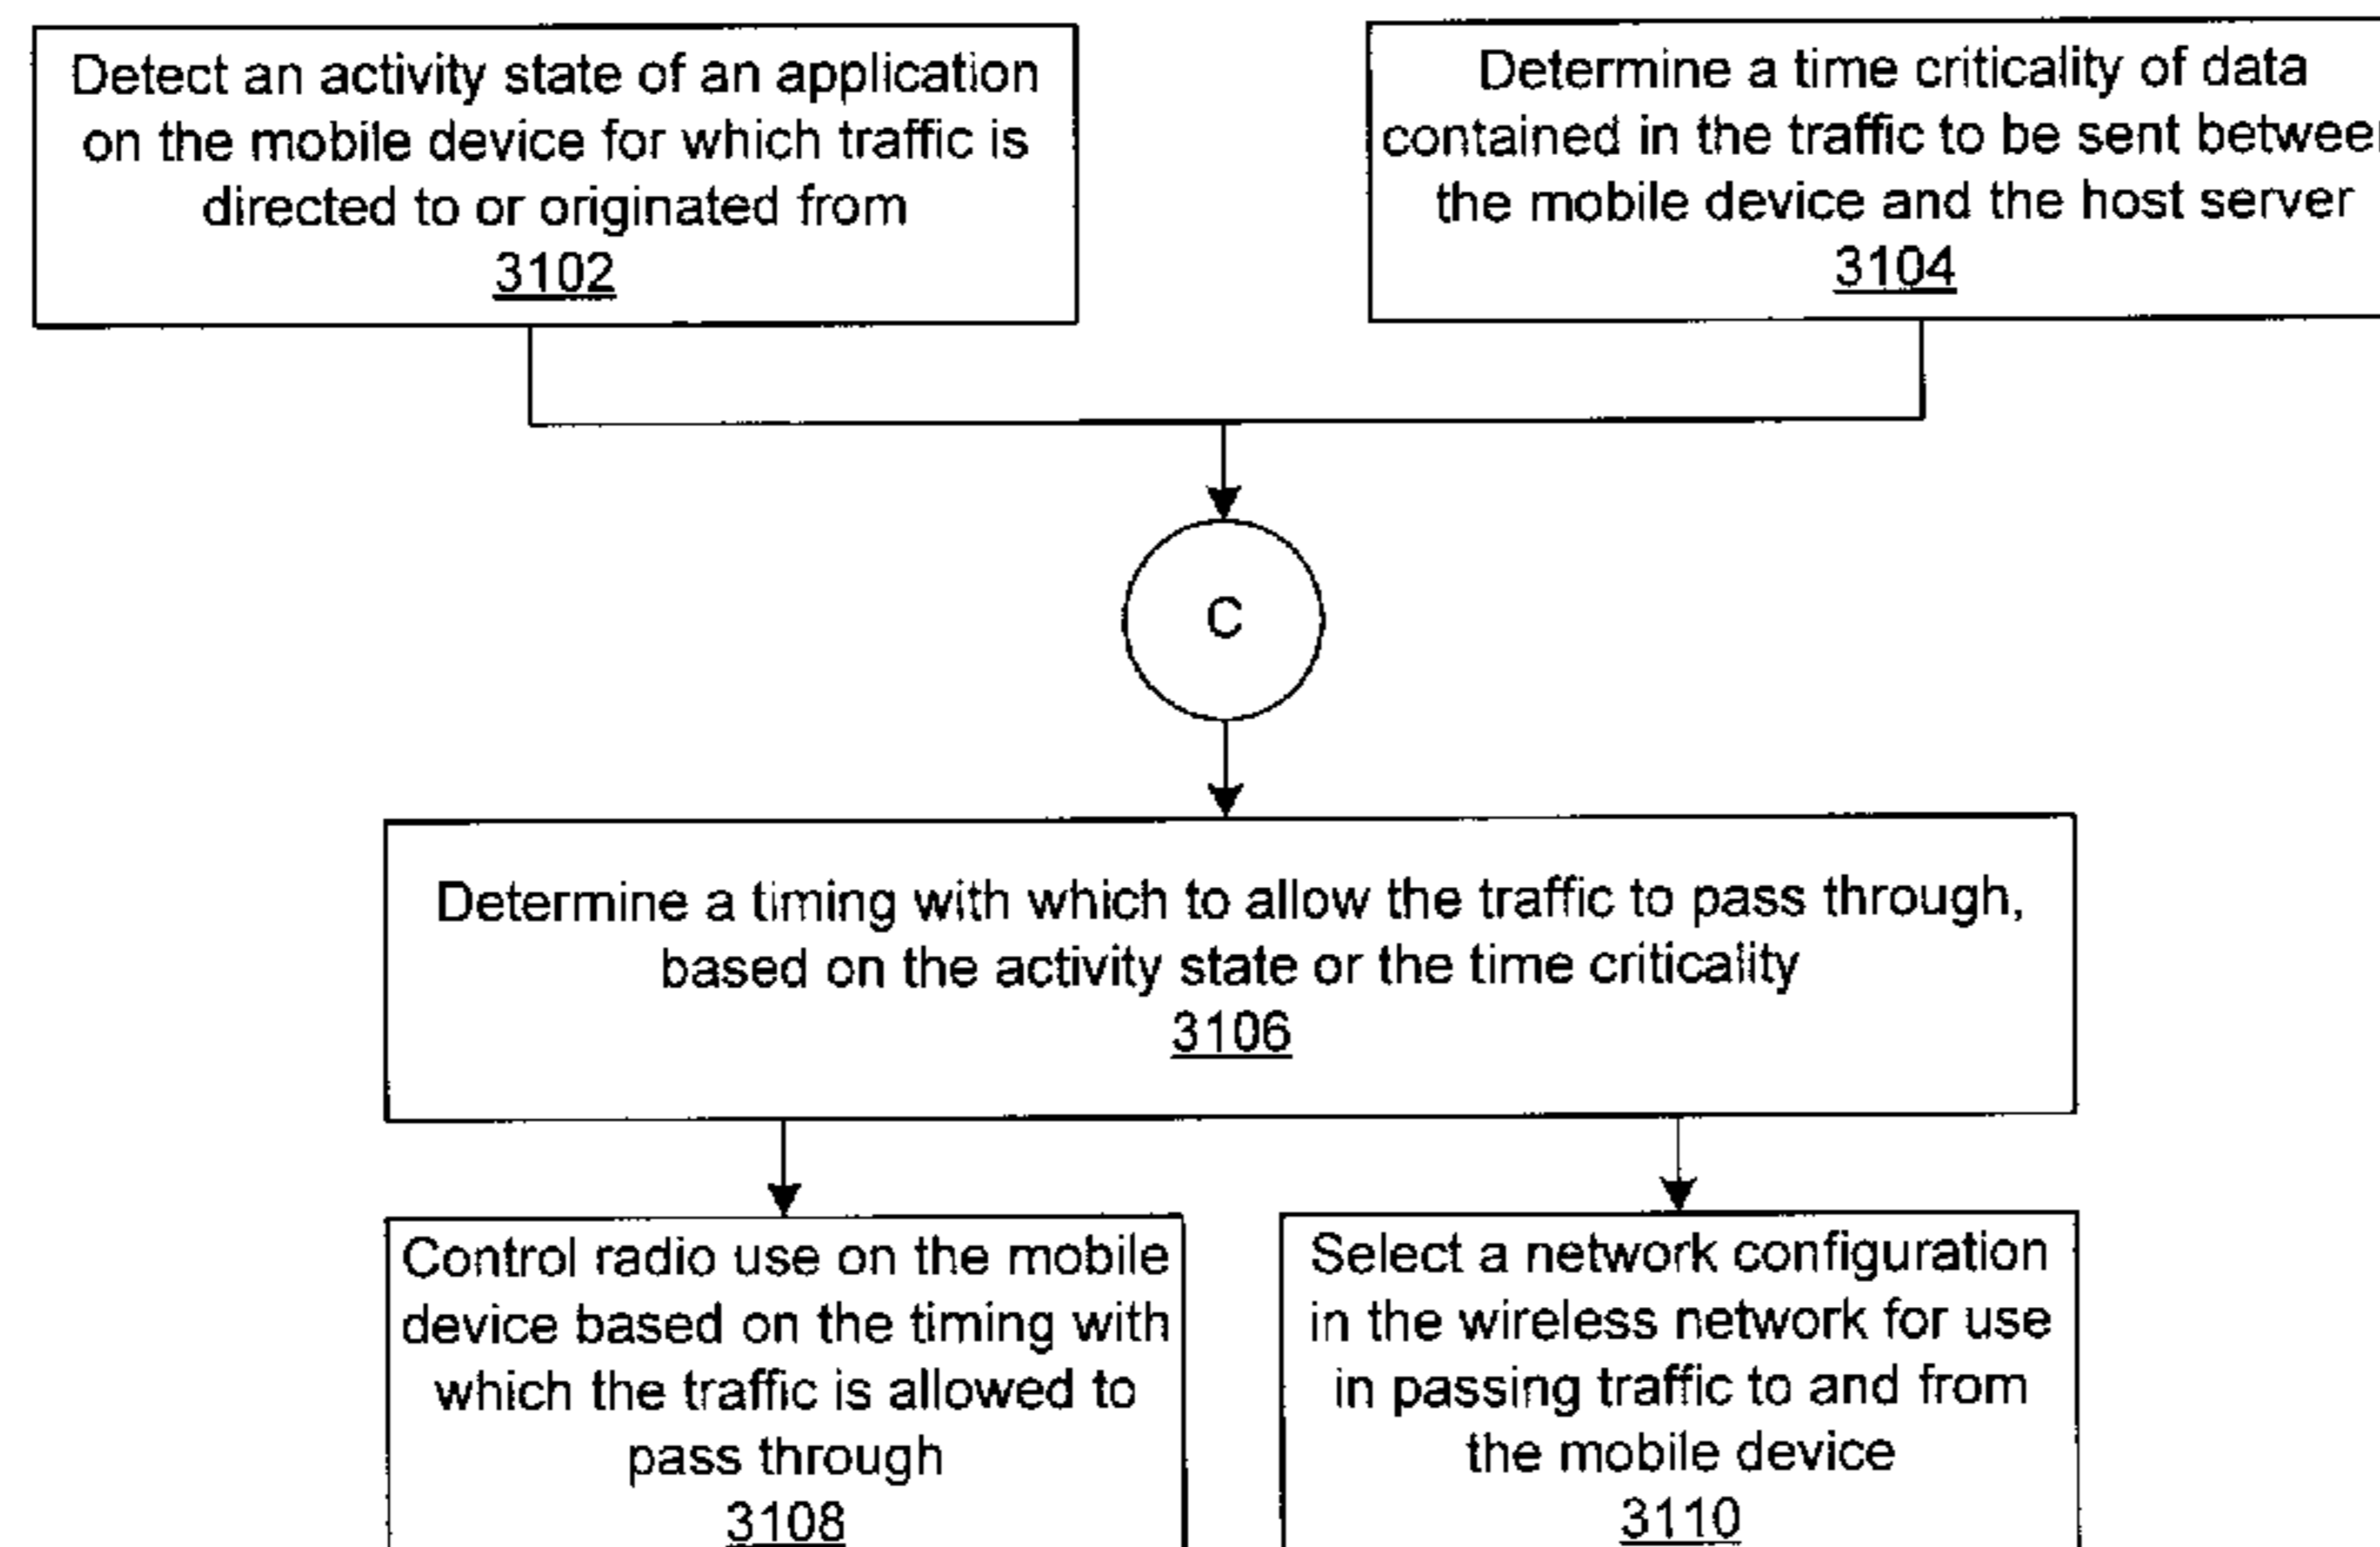 Detect an activity state of an application
on the mobile device for which traffic is
directed to or originated from
3102
Determine a time criticality of data
contained in the traffic to be sent between
the mobile device and the host server
3104
C
Determine a timing with which to allow the traffic to pass through,
based on the activity state or the time criticality
3106
Control radio use on the mobile
device based on the timing with
which the traffic is allowed to
pass through
3108
Select a network configuration
in the wireless network for use
in passing traffic to and from
the mobile device
3110